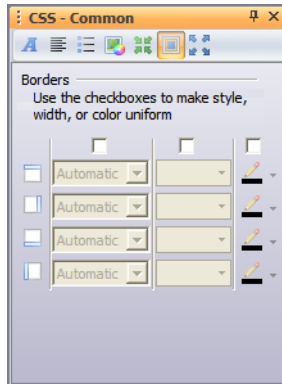 CSS - Common
Borders
Use the checkboxes to make style,
width, or color uniform
Automatic
Automatic
Automatic
Automatic